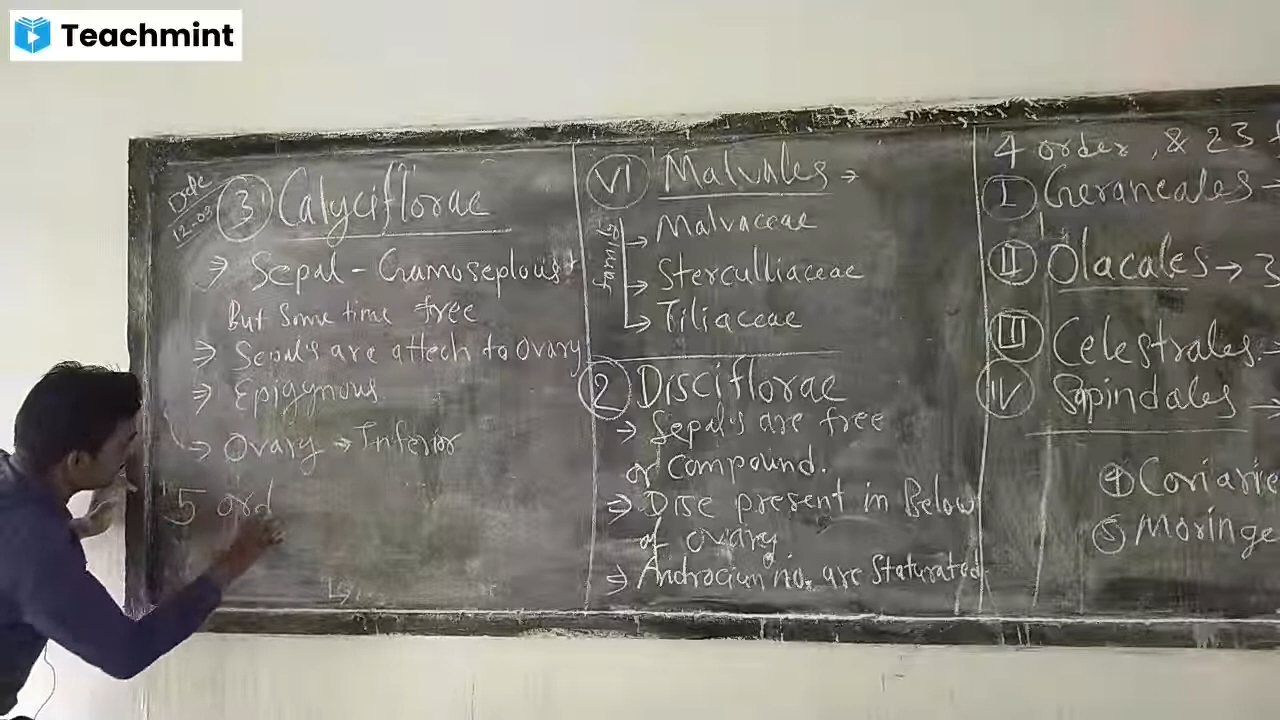 Teachmint
Date
12-03
③ Calyciflorae
⇒ Sepal - Gamoseplous
But Some time free
⇒ Sepal's are attech to Ovary
⇒ Epigynous
→ Ovary → Inferior
5 ord
VI Malvales →
family
→ Malvaceae
→ Sterculliaceae
→ Tiliaceae
② Disciflorae
→ Sepal's are free
or compound.
⇒ Disc present in Below
of ovary
⇒ Androcium no. are Staturated
4 order, & 23
I Geraneales →
II Olacales → 3
III Celestrales. →
IV Sapindales →
④ Coriarie
⑤ Moringe